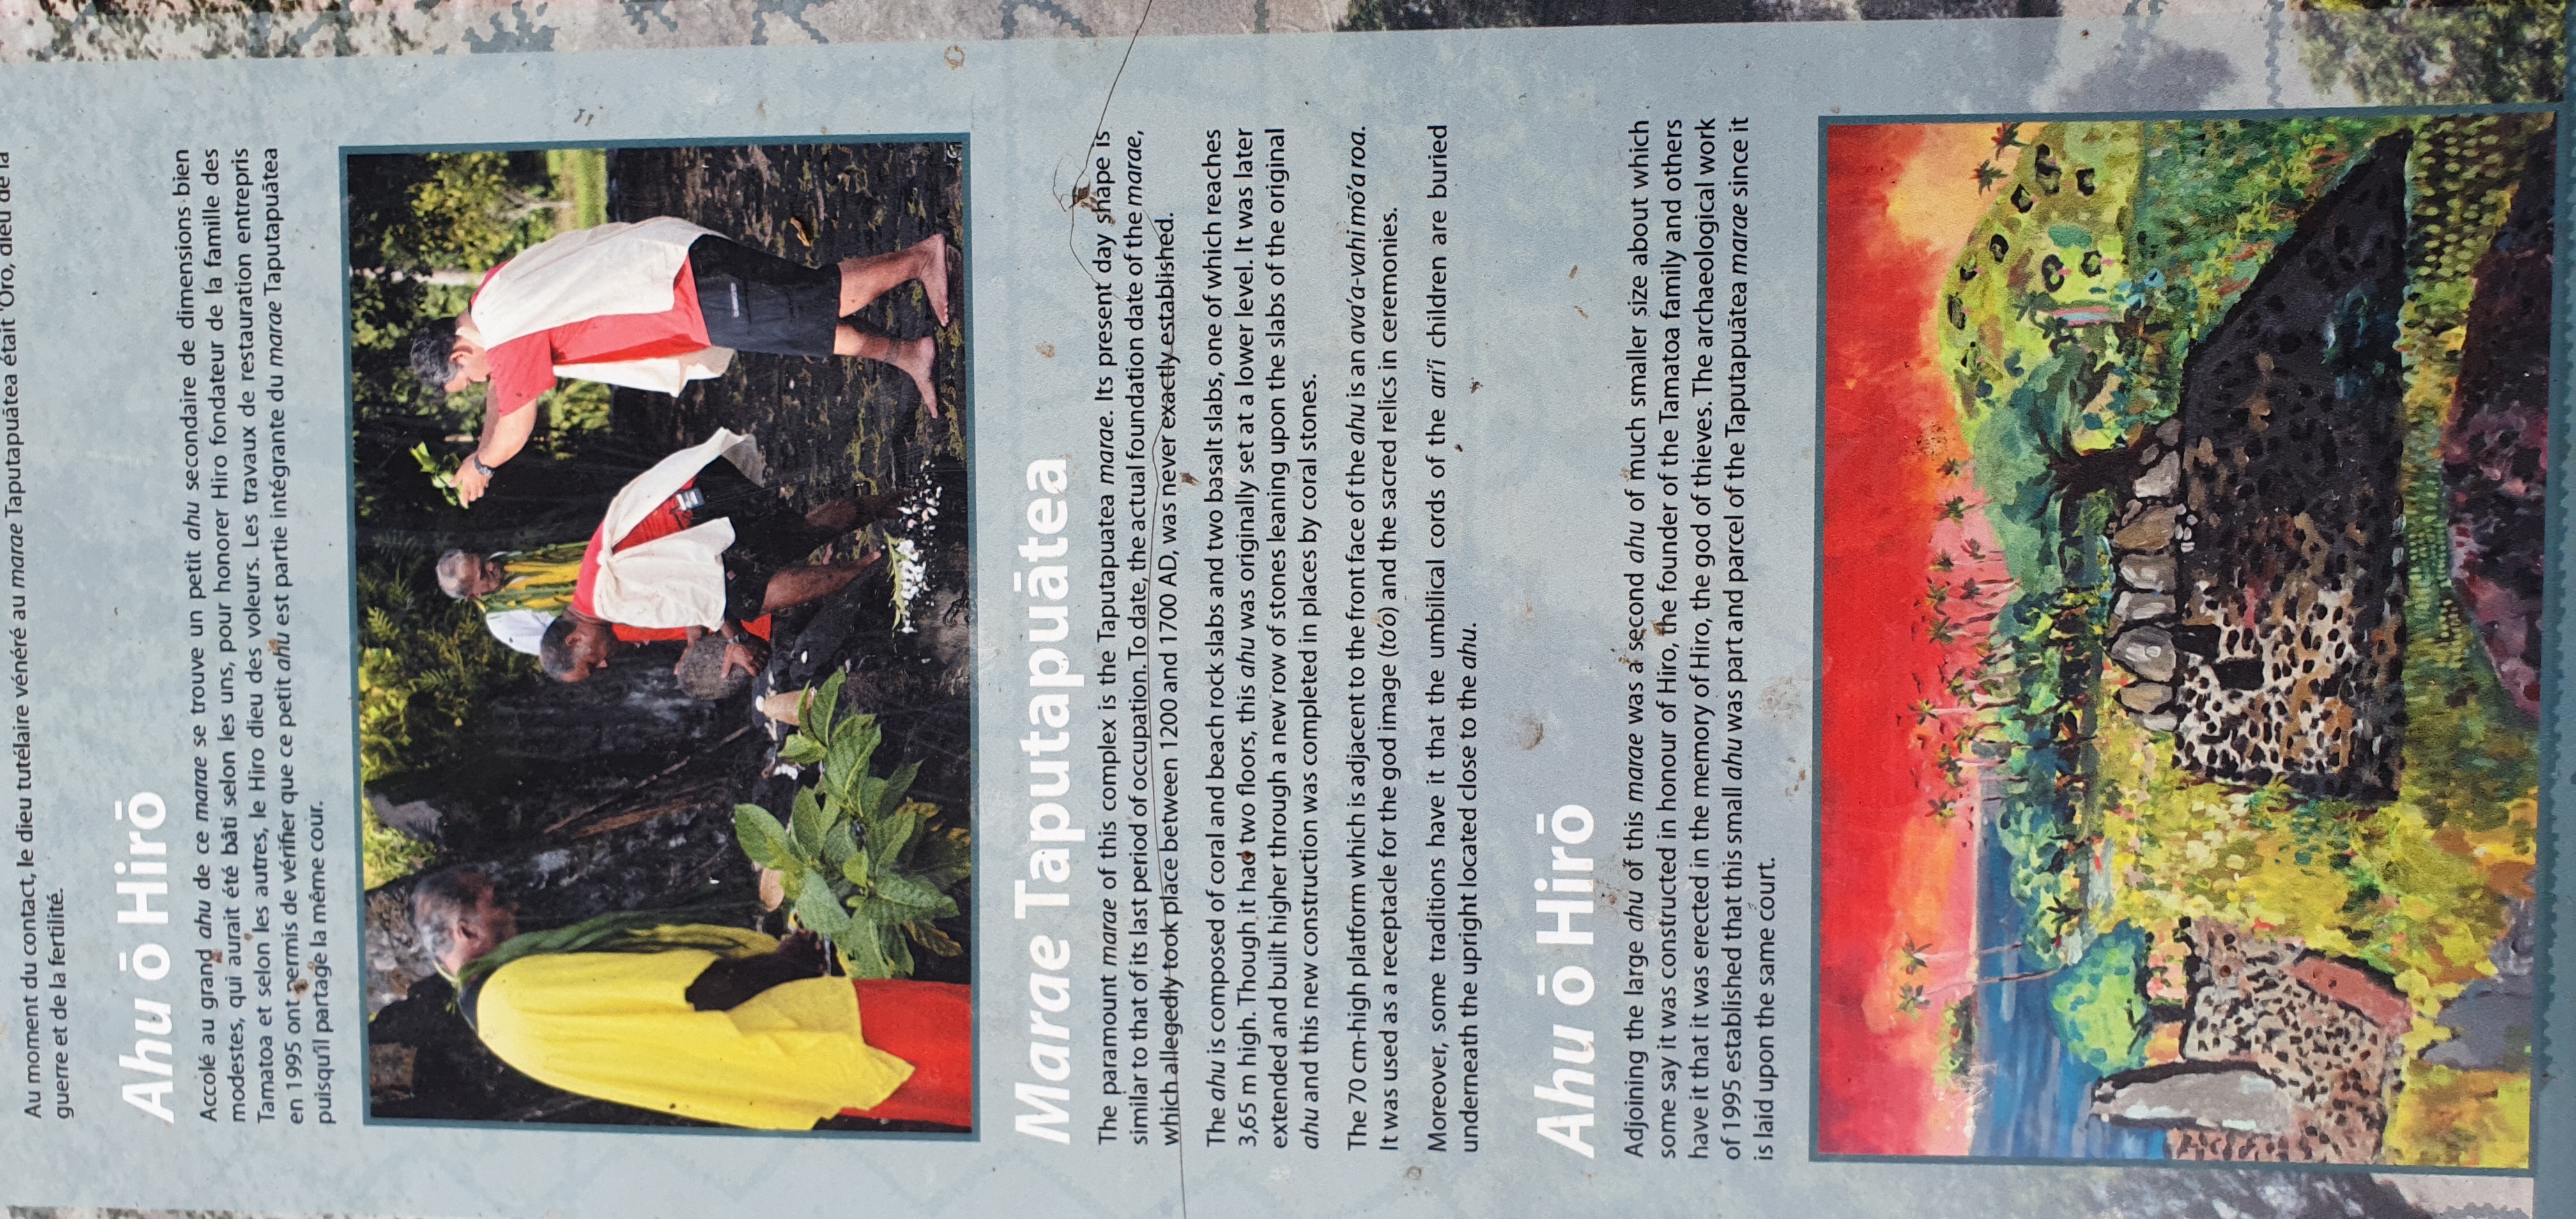 Au moment du contact, le dieu tutélaire vénéré au marae Taputapuātea était 'Oro, dieu de la
guerre et de la fertilité.
Ahu ō Hirō
Accolé au grand ahu de ce marae se trouve un petit ahu secondaire de dimensions bien
modestes, qui aurait été bâti selon les uns, pour honorer Hiro fondateur de la famille des
Tamatoa et selon les autres, le Hiro dieu des voleurs. Les travaux de restauration entrepris
en 1995 ont permis de vérifier que ce petit ahu est partie intégrante du marae Taputapuātea
puisqu'il partage la même cour.
Marae Taputapuātea
The paramount marae of this complex is the Taputapuatea marae. Its present day shape is
similar to that of its last period of occupation. To date, the actual foundation date of the marae,
which allegedly took place between 1200 and 1700 AD, was never exactly established.
The ahu is composed of coral and beach rock slabs and two basalt slabs, one of which reaches
3,65 m high. Though it had two floors, this ahu was originally set at a lower level. It was later
extended and built higher through a new row of stones leaning upon the slabs of the original
ahu and this new construction was completed in places by coral stones.
The 70 cm-high platform which is adjacent to the front face of the ahu is an ava'a-vahi mō'a roa.
It was used as a receptacle for the god image (to'o) and the sacred relics in ceremonies.
Moreover, some traditions have it that the umbilical cords of the ari'i children are buried
underneath the upright located close to the ahu.
Ahu ō Hirō
Adjoining the large ahu of this marae was a second ahu of much smaller size about which
some say it was constructed in honour of Hiro, the founder of the Tamatoa family and others
have it that it was erected in the memory of Hiro, the god of thieves. The archaeological work
of 1995 established that this small ahu was part and parcel of the Taputapuātea marae since it
is laid upon the same court.